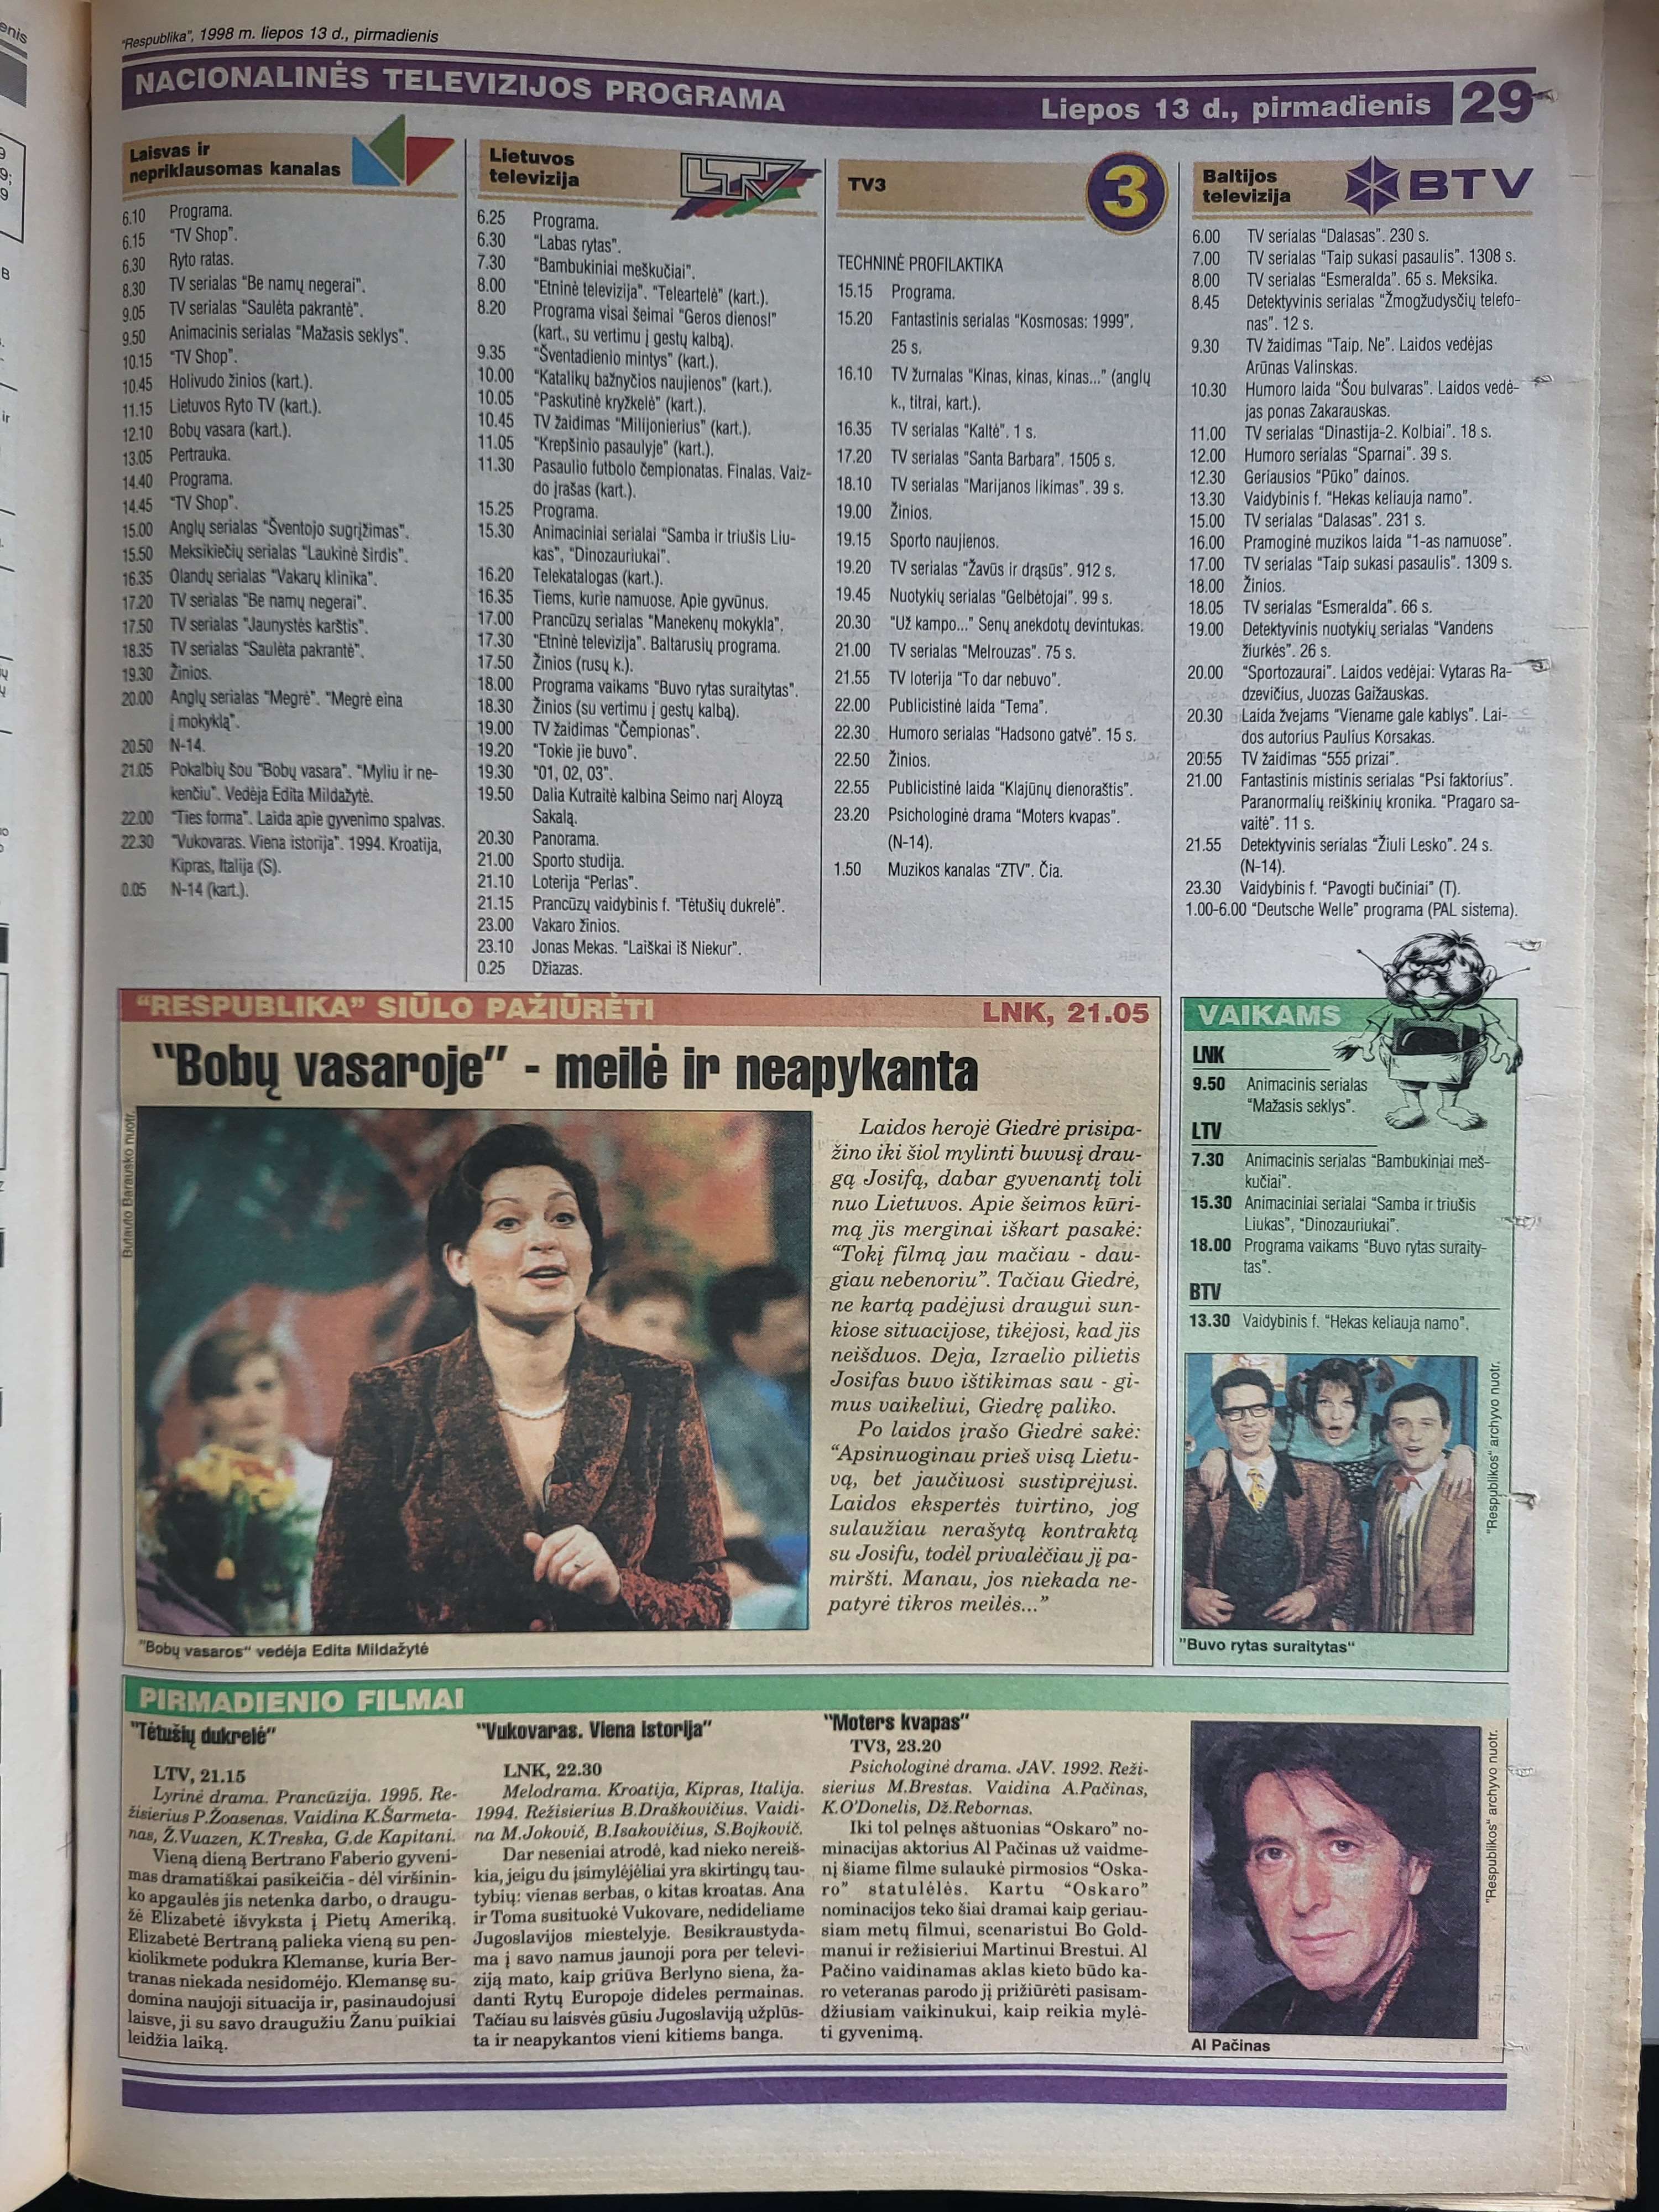 "Respublika", 1998 m. liepos 13 d., pirmadienis
NACIONALINĖS TELEVIZIJOS PROGRAMA
Liepos 13 d., pirmadienis 29
Laisvas ir
nepriklausomas kanalas
6.10 Programa.
6.15 "TV Shop".
6.30 Ryto ratas.
8.30 TV serialas "Be namų negerai".
9.05 TV serialas "Saulėta pakrantė".
9.50 Animacinis serialas "Mažasis seklys".
10.15 "TV Shop".
10.45 Holivudo žinios (kart.).
11.15 Lietuvos Ryto TV (kart.).
12.10 Bobų vasara (kart.).
13.05 Pertrauka.
14.40 Programa.
14.45 "TV Shop".
15.00 Anglų serialas "Šventojo sugrįžimas".
15.50 Meksikiečių serialas "Laukinė širdis".
16.35 Olandų serialas "Vakarų klinika".
17.20 TV serialas "Be namų negerai".
17.50 TV serialas "Jaunystės karštis".
18.35 TV serialas "Saulėta pakrantė".
19.30 Žinios.
20.00 Anglų serialas "Megrė". "Megrė eina
į mokyklą".
20.50 N-14.
21.05 Pokalbių šou "Bobų vasara". "Myliu ir ne-
kenčiu". Vedėja Edita Mildažytė.
22.00 "Ties forma". Laida apie gyvenimo spalvas.
22.30 "Vukovaras. Viena istorija". 1994. Kroatija,
Kipras, Italija (S).
0.05 N-14 (kart.).
Lietuvos
televizija
LTV
6.25 Programa.
6.30 "Labas rytas".
7.30 "Bambukiniai meškučiai".
8.00 "Etninė televizija". "Teleartelė" (kart.).
8.20 Programa visai šeimai "Geros dienos!"
(kart., su vertimu į gestų kalbą).
9.35 "Šventadienio mintys" (kart.).
10.00 "Katalikų bažnyčios naujienos" (kart.).
10.05 "Paskutinė kryžkelė" (kart.).
10.45 TV žaidimas "Milijonierius" (kart.).
11.05 "Krepšinio pasaulyje" (kart.).
11.30 Pasaulio futbolo čempionatas. Finalas. Vaiz-
do įrašas (kart.).
15.25 Programa.
15.30 Animaciniai serialai "Samba ir triušis Liu-
kas", "Dinozauriukai".
16.20 Telekatalogas (kart.).
16.35 Tiems, kurie namuose. Apie gyvūnus.
17.00 Prancūzų serialas "Manekenų mokykla".
17.30 "Etninė televizija". Baltarusių programa.
17.50 Žinios (rusų k.).
18.00 Programa vaikams "Buvo rytas suraitytas".
18.30 Žinios (su vertimu į gestų kalbą).
19.00 TV žaidimas "Čempionas".
19.20 "Tokie jie buvo".
19.30 "01, 02, 03".
19.50 Dalia Kutraitė kalbina Seimo narį Aloyzą
Sakalą.
20.30 Panorama.
21.00 Sporto studija.
21.10 Loterija "Perlas".
21.15 Prancūzų vaidybinis f. "Tėtušių dukrelė".
23.00 Vakaro žinios.
23.10 Jonas Mekas. "Laiškai iš Niekur".
0.25 Džiazas.
TV3
3
TECHNINĖ PROFILAKTIKA
15.15 Programa.
15.20 Fantastinis serialas "Kosmosas: 1999".
25 s.
16.10 TV žurnalas "Kinas, kinas, kinas..." (anglų
k., titrai, kart.).
16.35 TV serialas "Kaltė". 1 s.
17.20 TV serialas "Santa Barbara". 1505 s.
18.10 TV serialas "Marijanos likimas". 39 s.
19.00 Žinios.
19.15 Sporto naujienos.
19.20 TV serialas "Žavūs ir drąsūs". 912 s.
19.45 Nuotykių serialas "Gelbėtojai". 99 s.
20.30 "Už kampo..." Senų anekdotų devintukas.
21.00 TV serialas "Melrouzas". 75 s.
21.55 TV loterija "To dar nebuvo".
22.00 Publicistinė laida "Tema".
22.30 Humoro serialas "Hadsono gatvė". 15 s.
22.50 Žinios.
22.55 Publicistinė laida "Klajūnų dienoraštis".
23.20 Psichologinė drama "Moters kvapas".
(N-14).
1.50 Muzikos kanalas "ZTV". Čia.
Baltijos
televizija
BTV
6.00 TV serialas "Dalasas". 230 s.
7.00 TV serialas "Taip sukasi pasaulis". 1308 s.
8.00 TV serialas "Esmeralda". 65 s. Meksika.
8.45 Detektyvinis serialas "Žmogžudysčių telefo-
nas". 12 s.
9.30 TV žaidimas "Taip. Ne". Laidos vedėjas
Arūnas Valinskas.
10.30 Humoro laida "Šou bulvaras". Laidos vedė-
jas ponas Zakarauskas.
11.00 TV serialas "Dinastija-2. Kolbiai". 18 s.
12.00 Humoro serialas "Sparnai". 39 s.
12.30 Geriausios "Pūko" dainos.
13.30 Vaidybinis f. "Hekas keliauja namo".
15.00 TV serialas "Dalasas". 231 s.
16.00 Pramoginė muzikos laida "1-as namuose".
17.00 TV serialas "Taip sukasi pasaulis". 1309 s.
18.00 Žinios.
18.05 TV serialas "Esmeralda". 66 s.
19.00 Detektyvinis nuotykių serialas "Vandens
žiurkės". 26 s.
20.00 "Sportozaurai". Laidos vedėjai: Vytaras Ra-
dzevičius, Juozas Gaižauskas.
20.30 Laida žvejams "Viename gale kablys". Lai-
dos autorius Paulius Korsakas.
20:55 TV žaidimas "555 prizai".
21.00 Fantastinis mistinis serialas "Psi faktorius".
Paranormalių reiškinių kronika. "Pragaro sa-
vaitė". 11 s.
21.55 Detektyvinis serialas "Žiuli Lesko". 24 s.
(N-14).
23.30 Vaidybinis f. "Pavogti bučiniai" (T).
1.00-6.00 "Deutsche Welle" programa (PAL sistema).
"RESPUBLIKA" SIŪLO PAŽIŪRĖTI
LNK, 21.05
"Bobų vasaroje" - meilė ir neapykanta
Butauto Barausko nuotr.
Laidos herojė Giedrė prisipa-
žino iki šiol mylinti buvusį drau-
gą Josifą, dabar gyvenantį toli
nuo Lietuvos. Apie šeimos kūri-
mą jis merginai iškart pasakė:
"Tokį filmą jau mačiau - dau-
giau nebenoriu". Tačiau Giedrė,
ne kartą padėjusi draugui sun-
kiose situacijose, tikėjosi, kad jis
neišduos. Deja, Izraelio pilietis
Josifas buvo ištikimas sau - gi-
mus vaikeliui, Giedrę paliko.
Po laidos įrašo Giedrė sakė:
"Apsinuoginau prieš visą Lietu-
vą, bet jaučiuosi sustiprėjusi.
Laidos ekspertės tvirtino, jog
sulaužiau nerašytą kontraktą
su Josifu, todėl privalėčiau jį pa-
miršti. Manau, jos niekada ne-
patyrė tikros meilės..."
"Bobų vasaros" vedėja Edita Mildažytė
VAIKAMS
LNK
9.50 Animacinis serialas
"Mažasis seklys".
LTV
7.30 Animacinis serialas "Bambukiniai meš-
kučiai".
15.30 Animaciniai serialai "Samba ir triušis
Liukas", "Dinozauriukai".
18.00 Programa vaikams "Buvo rytas suraity-
tas".
BTV
13.30 Vaidybinis f. "Hekas keliauja namo".
"Respublikos" archyvo nuotr.
"Buvo rytas suraitytas"
PIRMADIENIO FILMAI
"Tėtušių dukrelė"
LTV, 21.15
Lyrinė drama. Prancūzija. 1995. Re-
žisierius P.Žoasenas. Vaidina K.Šarmeta-
nas, Ž.Vuazen, K.Treska, G.de Kapitani.
Vieną dieną Bertrano Faberio gyveni-
mas dramatiškai pasikeičia - dėl viršinin-
ko apgaulės jis netenka darbo, o draugu-
žė Elizabetė išvyksta į Pietų Ameriką.
Elizabetė Bertraną palieka vieną su pen-
kiolikmete podukra Klemanse, kuria Ber-
tranas niekada nesidomėjo. Klemansę su-
domina naujoji situacija ir, pasinaudojusi
laisve, ji su savo draugužiu Žanu puikiai
leidžia laiką.
"Vukovaras. Viena istorija"
LNK, 22.30
Melodrama. Kroatija, Kipras, Italija.
1994. Režisierius B.Draškovičius. Vaidi-
na M.Jokovič, B.Isakovičius, S.Bojkovič.
Dar neseniai atrodė, kad nieko nereiš-
kia, jeigu du įsimylėjėliai yra skirtingų tau-
tybių: vienas serbas, o kitas kroatas. Ana
ir Toma susituokė Vukovare, nedideliame
Jugoslavijos miestelyje. Besikraustyda-
ma į savo namus jaunoji pora per televi-
ziją mato, kaip griūva Berlyno siena, ža-
danti Rytų Europoje dideles permainas.
Tačiau su laisvės gūsiu Jugoslaviją užplūs-
ta ir neapykantos vieni kitiems banga.
"Moters kvapas"
TV3, 23.20
Psichologinė drama. JAV. 1992. Reži-
sierius M.Brestas. Vaidina A.Pačinas,
K.O'Donelis, Dž.Rebornas.
Iki tol pelnęs aštuonias "Oskaro" no-
minacijas aktorius Al Pačinas už vaidme-
nį šiame filme sulaukė pirmosios "Oska-
ro" statulėlės. Kartu "Oskaro"
nominacijos teko šiai dramai kaip geriau-
siam metų filmui, scenaristui Bo Gold-
manui ir režisieriui Martinui Brestui. Al
Pačino vaidinamas aklas kieto būdo ka-
ro veteranas parodo jį prižiūrėti pasisam-
džiusiam vaikinukui, kaip reikia mylė-
ti gyvenimą.
"Respublikos" archyvo nuotr.
Al Pačinas